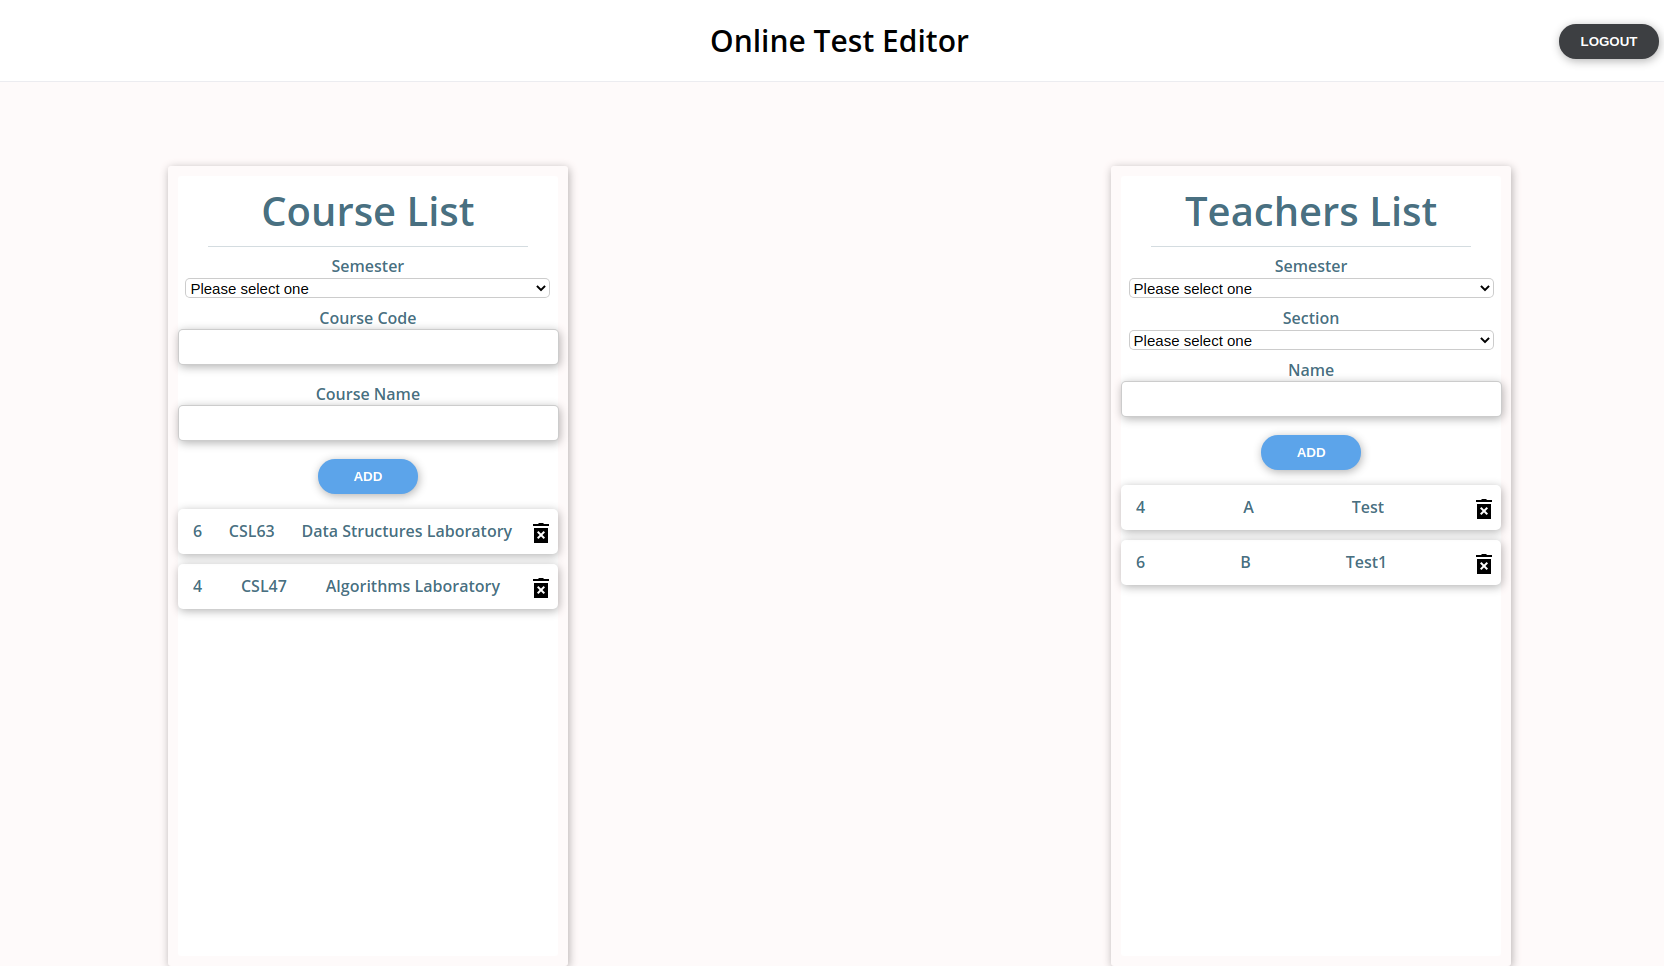 Online Test Editor
LOGOUT
Course List
Semester
Please select one
Course Code
Course Name
ADD
6 CSL63 Data Structures Laboratory
4 CSL47 Algorithms Laboratory
Teachers List
Semester
Please select one
Section
Please select one
Name
ADD
4 A Test
6 B Test1